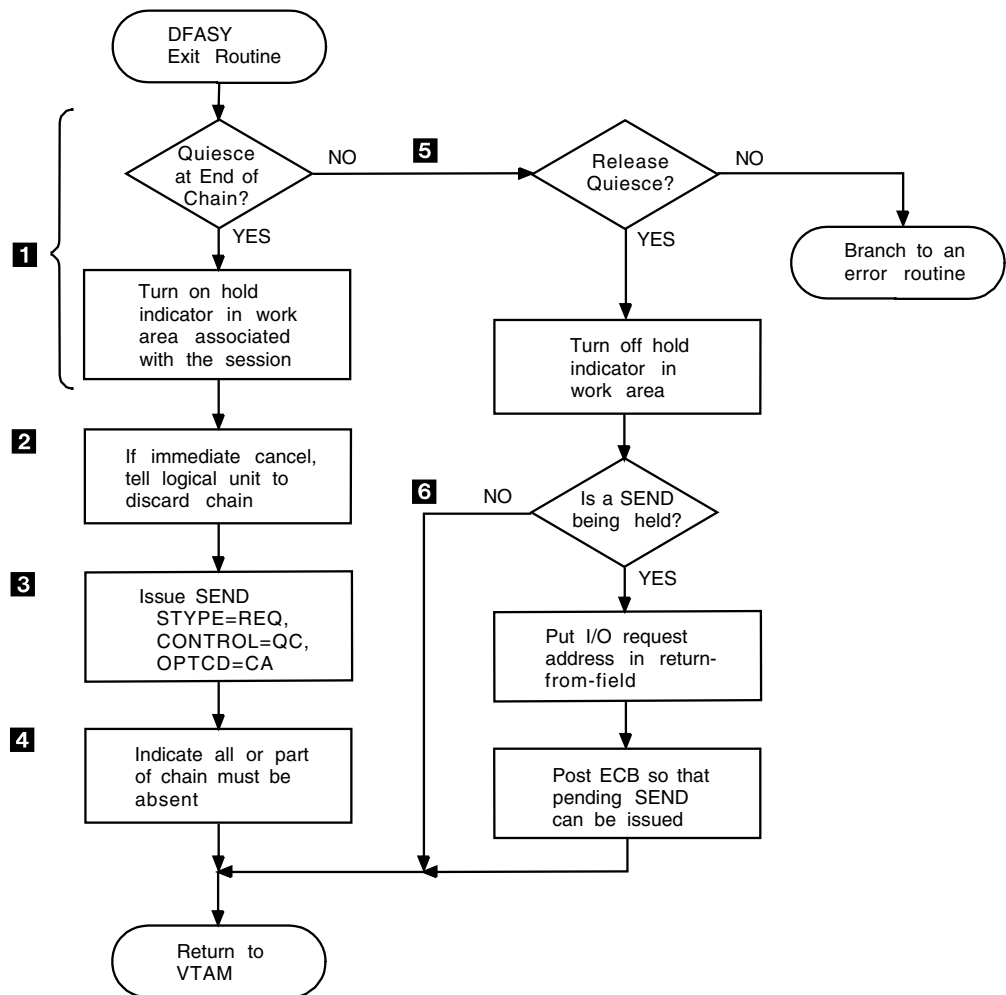 DFASY
Exit Routine
1
Quiesce
at End of
Chain?
NO
5
YES
Turn on hold
indicator in work
area associated
with the session
2
If immediate cancel,
tell logical unit to
discard chain
3
Issue SEND
STYPE=REQ,
CONTROL=QC,
OPTCD=CA
4
Indicate all or part
of chain must be
absent
Return to
VTAM
Release
Quiesce?
NO
Branch to an
error routine
YES
Turn off hold
indicator in
work area
6
NO
Is a SEND
being held?
YES
Put I/O request
address in return-
from-field
Post ECB so that
pending SEND
can be issued